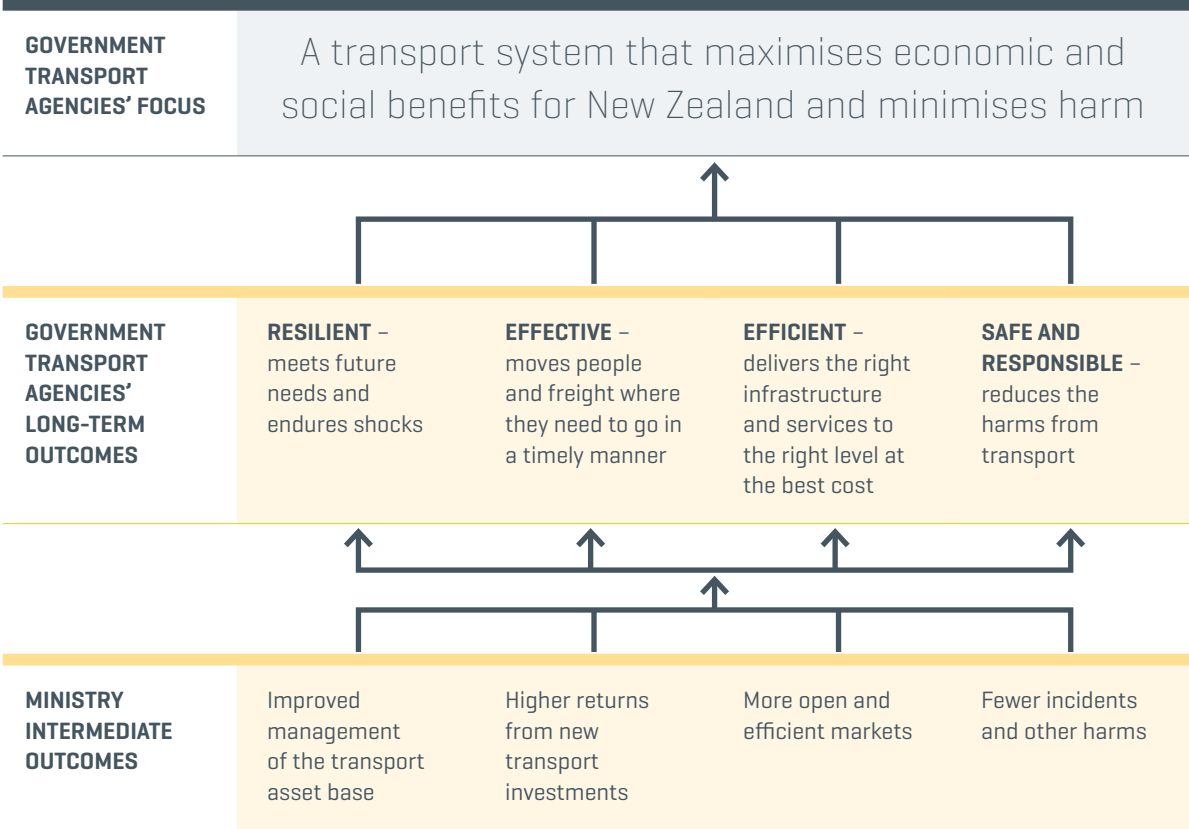 GOVERNMENT
TRANSPORT
AGENCIES’ FOCUS
A transport system that maximises economic and
social benefits for New Zealand and minimises harm
GOVERNMENT
TRANSPORT
AGENCIES’
LONG-TERM
OUTCOMES
RESILIENT –
meets future
needs and
endures shocks
EFFECTIVE –
moves people
and freight where
they need to go in
a timely manner
EFFICIENT –
delivers the right
infrastructure
and services to
the right level at
the best cost
SAFE AND
RESPONSIBLE –
reduces the
harms from
transport
MINISTRY
INTERMEDIATE
OUTCOMES
Improved
management
of the transport
asset base
Higher returns
from new
transport
investments
More open and
efficient markets
Fewer incidents
and other harms